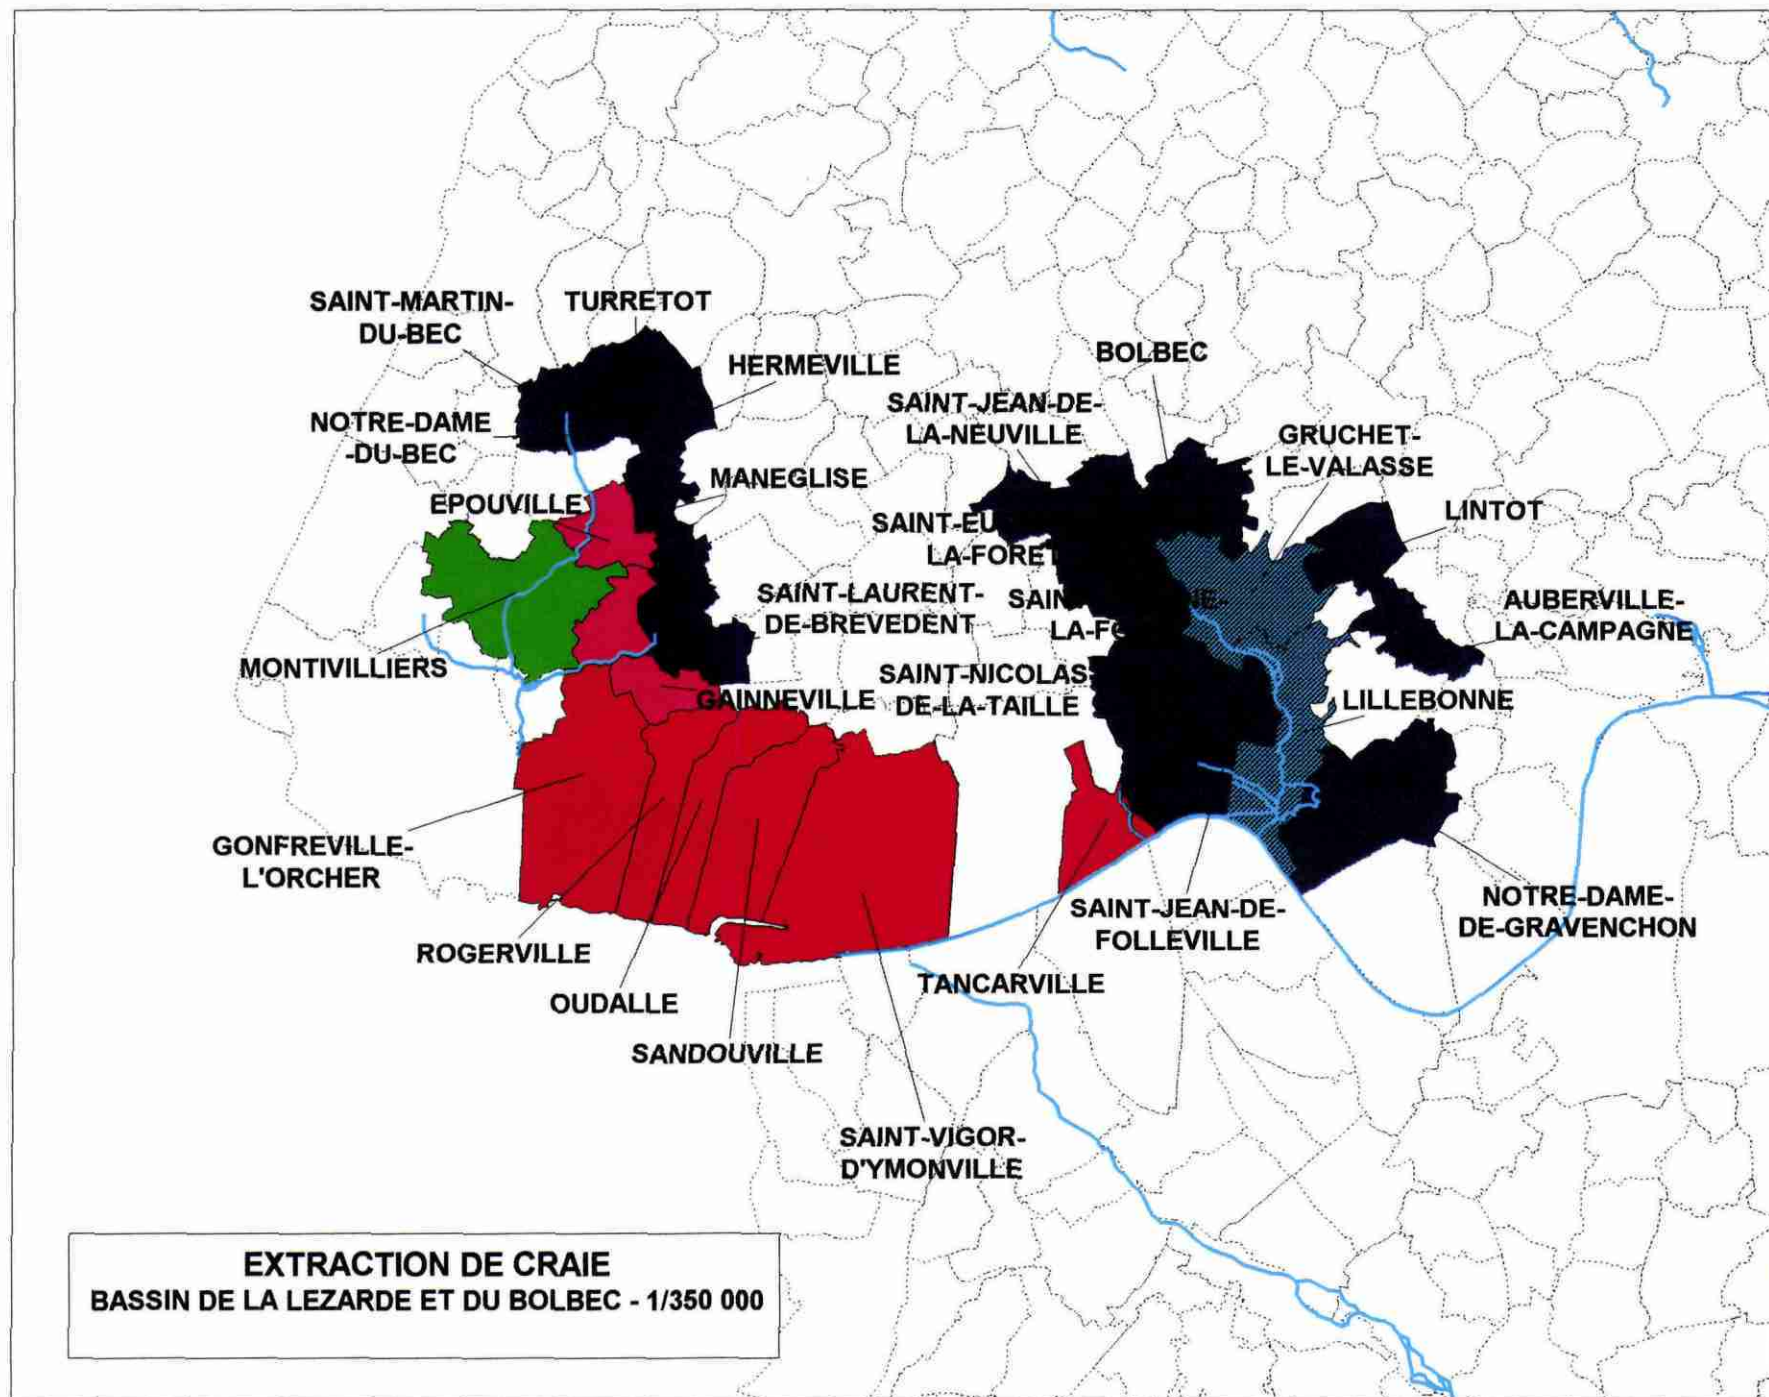 SAINT-MARTIN-
DU-BEC
TURRETOT
HERMEVILLE
NOTRE-DAME
-DU-BEC
MANEGLISE
EPOUVILLE
BOLBEC
SAINT-JEAN-DE-
LA-NEUVILLE
GRUCHET-
LE-VALASSE
LINTOT
LA-FORET
SAINT-LAURENT-
DE-BREVEDENT
AUBERVILLE-
LA-CAMPAGNE
MONTIVILLIERS
GAINNEVILLE
SAINT-NICOLAS-
DE-LA-TAILLE
LILLEBONNE
GONFREVILLE-
L'ORCHER
ROGERVILLE
OUDALLE
SANDOUVILLE
TANCARVILLE
SAINT-JEAN-DE-
FOLLEVILLE
NOTRE-DAME-
DE-GRAVENCHON
SAINT-VIGOR-
D'YMONVILLE
EXTRACTION DE CRAIE
BASSIN DE LA LEZARDE ET DU BOLBEC - 1/350 000